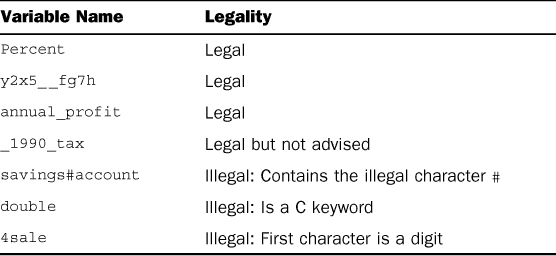 Variable Name Legality
Percent Legal
y2x5__fg7h Legal
annual_profit Legal
_1990_tax Legal but not advised
savings#account Illegal: Contains the illegal character #
double Illegal: Is a C keyword
4sale Illegal: First character is a digit